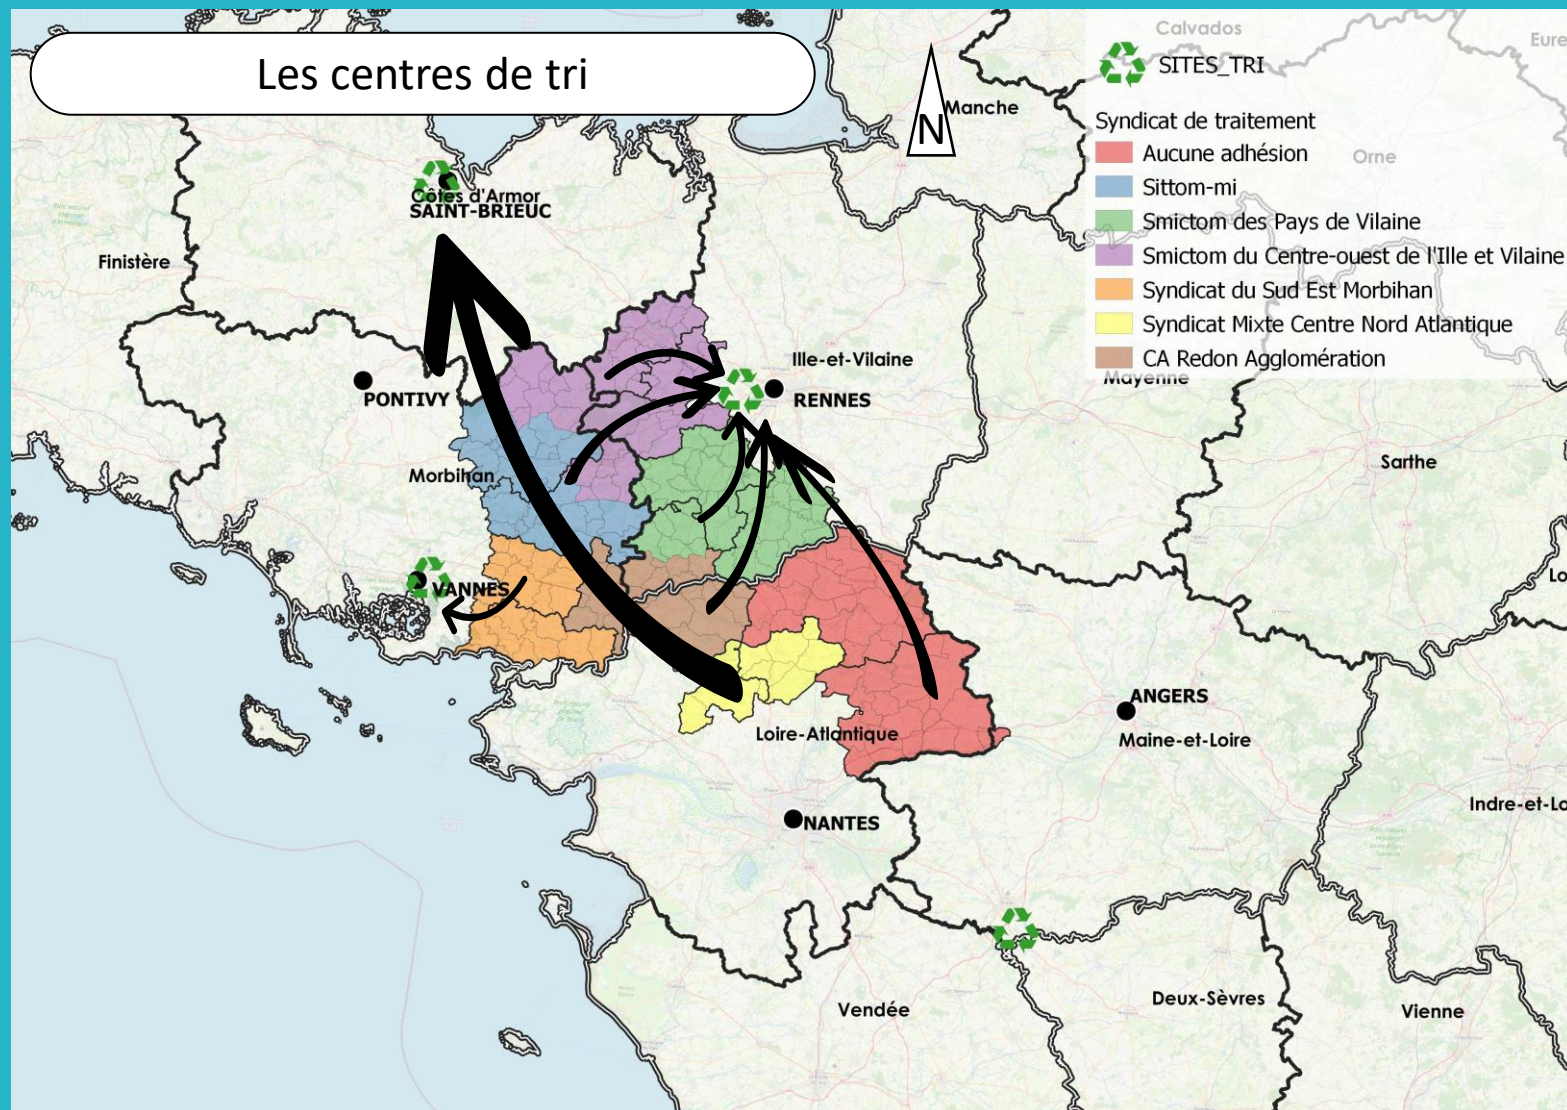 Les centres de tri
N
Calvados
Eure
SITES_TRI
Manche
Syndicat de traitement
Aucune adhésion
Orne
Sittom-mi
Smictom des Pays de Vilaine
Smictom du Centre-ouest de l'Ille et Vilaine
Syndicat du Sud Est Morbihan
Syndicat Mixte Centre Nord Atlantique
CA Redon Agglomération
Mayenne
Côtes d'Armor
SAINT-BRIEUC
Finistère
Ille-et-Vilaine
PONTIVY
RENNES
Morbihan
Sarthe
VANNES
Lo
ANGERS
Loire-Atlantique
Maine-et-Loire
Indre-et-Lo
NANTES
Deux-Sèvres
Vendée
Vienne